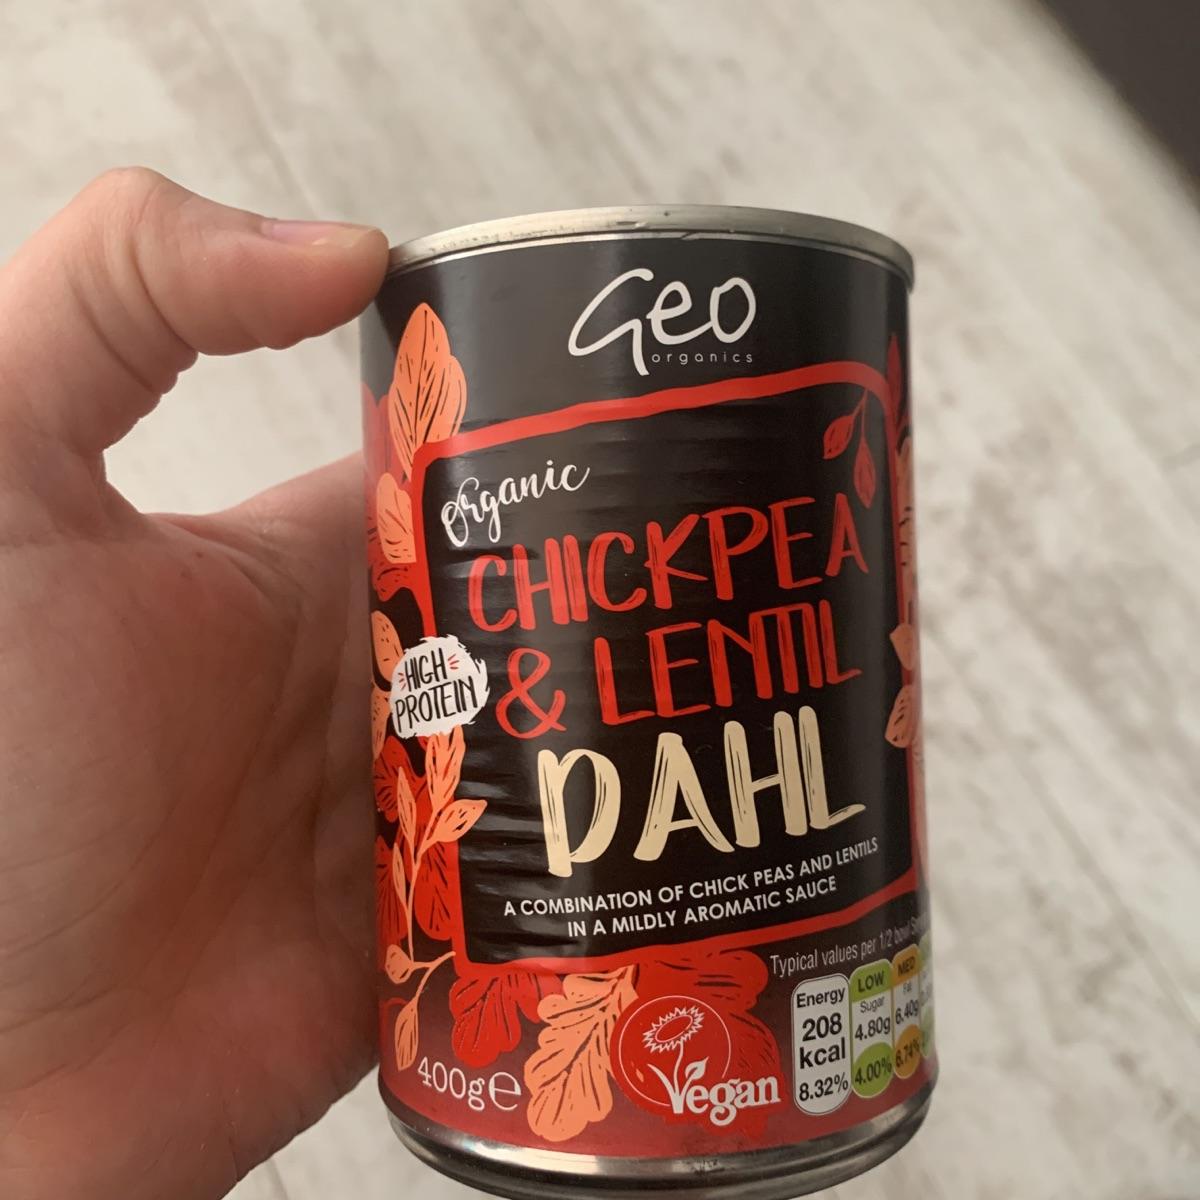 Geo
organics
Organic
CHICKPEA
& LENTIL
DAHL
HIGH
PROTEIN
A COMBINATION OF CHICK PEAS AND LENTILS
IN A MILDLY AROMATIC SAUCE
Typical values per 1/2 bowl
Energy
208
kcal
8.32%
LOW
Sugar
4.80g
4.00%
MED
Fat
6.40g
6.74%
400g℮
Vegan